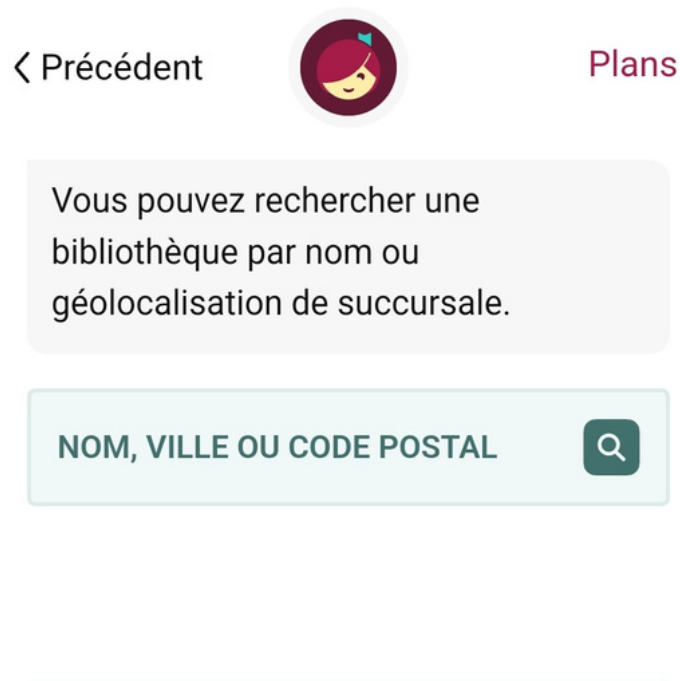 Précédent
Plans
Vous pouvez rechercher une
bibliothèque par nom ou
géolocalisation de succursale.
NOM, VILLE OU CODE POSTAL